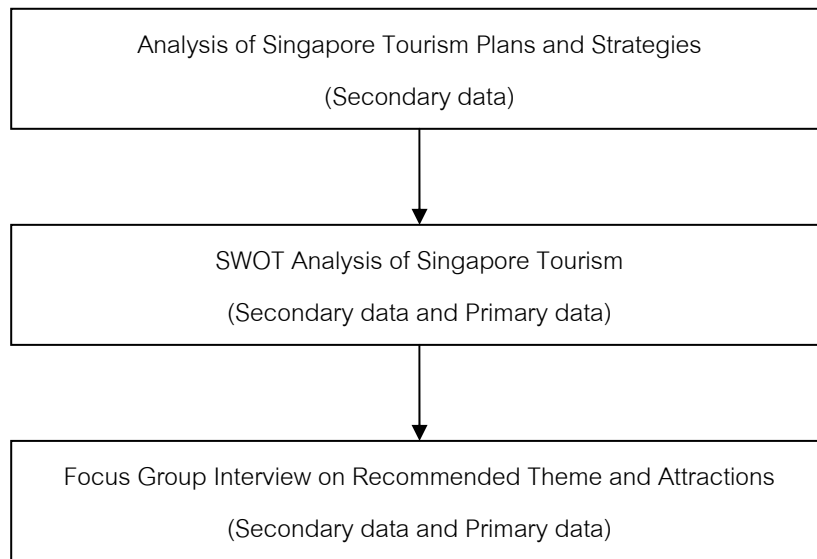 Analysis of Singapore Tourism Plans and Strategies
(Secondary data)
SWOT Analysis of Singapore Tourism
(Secondary data and Primary data)
Focus Group Interview on Recommended Theme and Attractions
(Secondary data and Primary data)